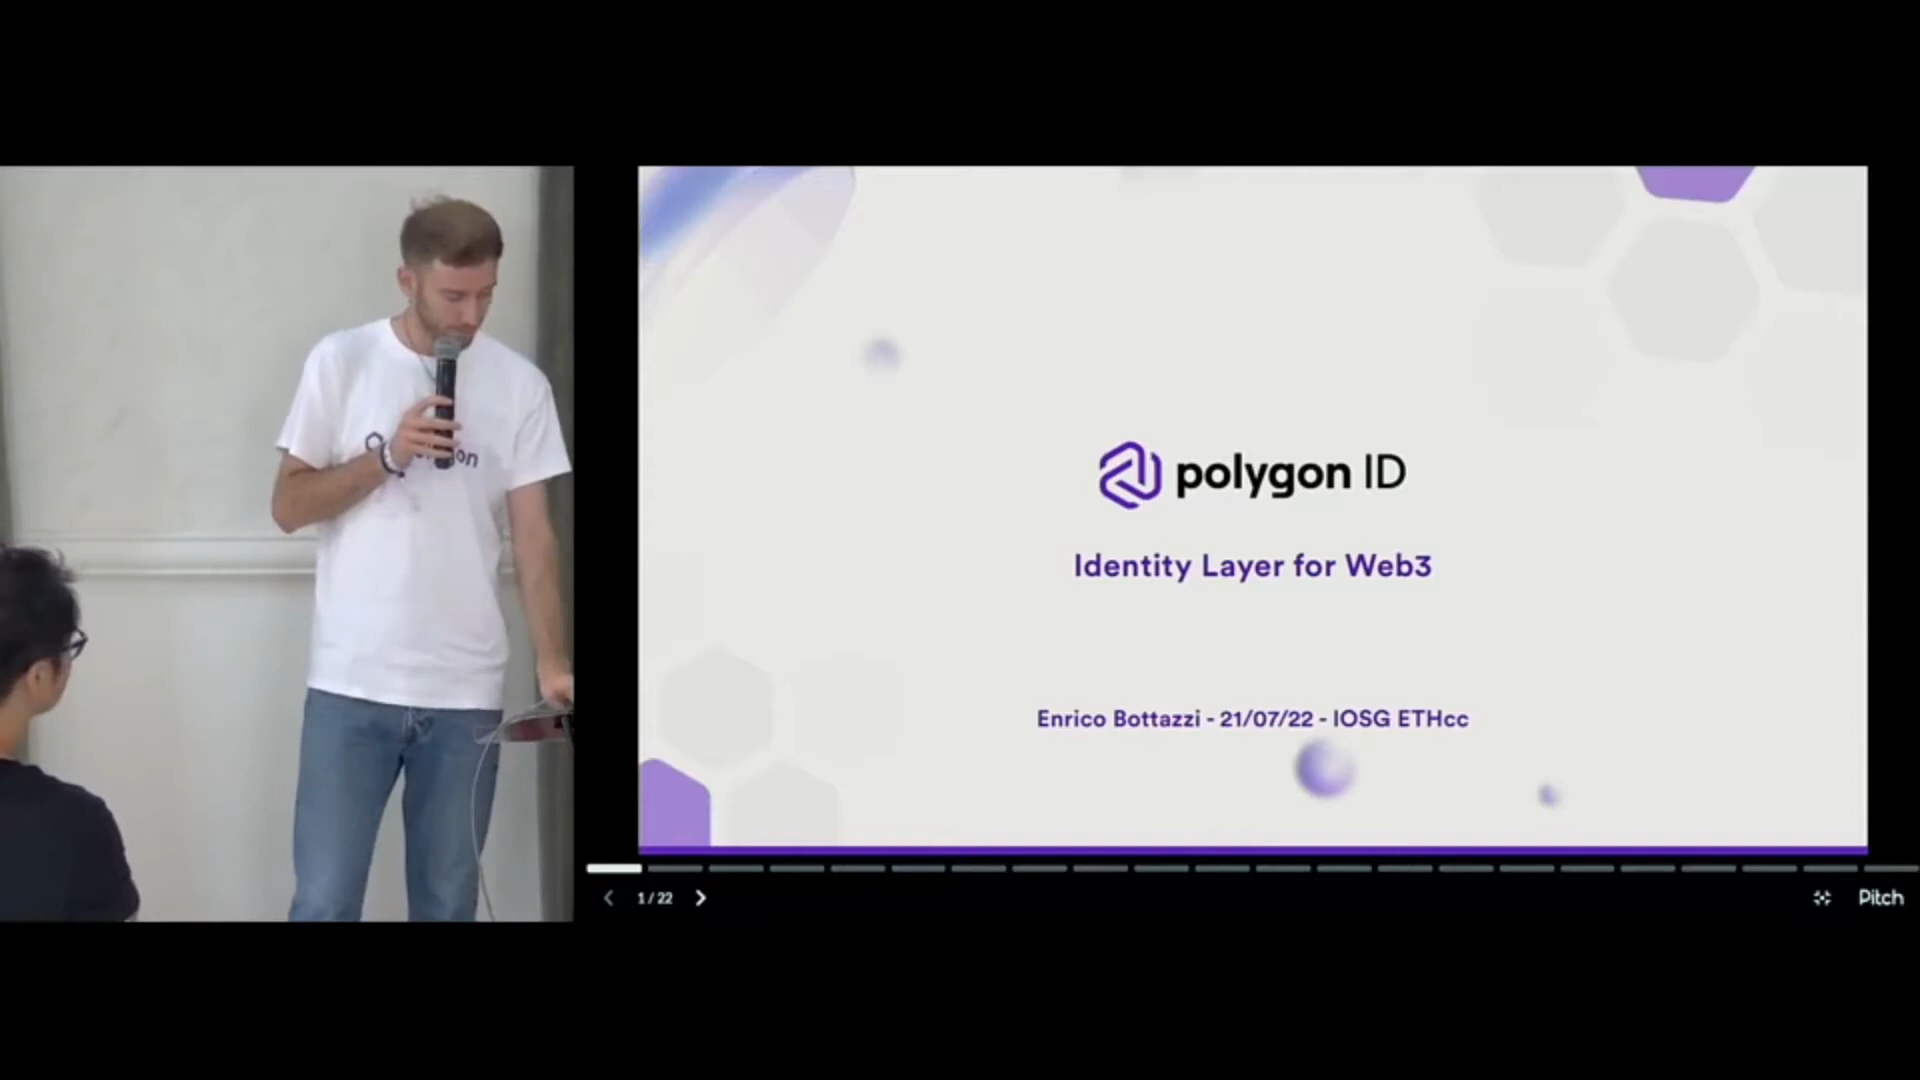 polygon ID
Identity Layer for Web3
Enrico Bottazzi - 21/07/22 - IOSG ETHcc
1 / 22
Pitch